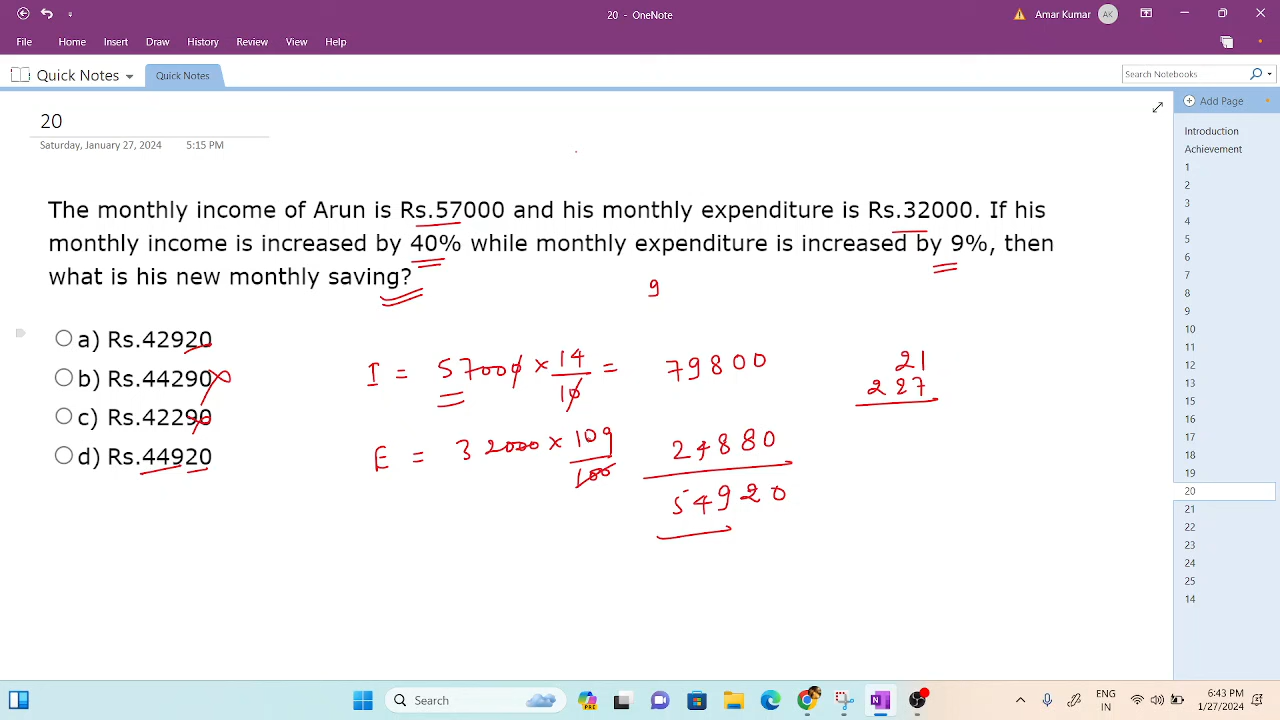 20 - OneNote
Amar Kumar AK
File Home Insert Draw History Review View Help
Quick Notes Quick Notes Search Notebooks
20
Saturday, January 27, 2024 5:15 PM
The monthly income of Arun is Rs.57000 and his monthly expenditure is Rs.32000. If his
monthly income is increased by 40% while monthly expenditure is increased by 9%, then
what is his new monthly saving?
9
a) Rs.42920
b) Rs.44290
c) Rs.42290
d) Rs.44920
I = 57000 × 14/10 = 79800
E = 32000 × 109/100 24880
54920
21
227
Add Page
Introduction
Achievement
1
2
3
4
5
6
7
8
9
10
11
13
15
16
17
18
19
20
21
22
23
24
25
14
Search
PRE
ENG
IN
6:43 PM
1/27/2024